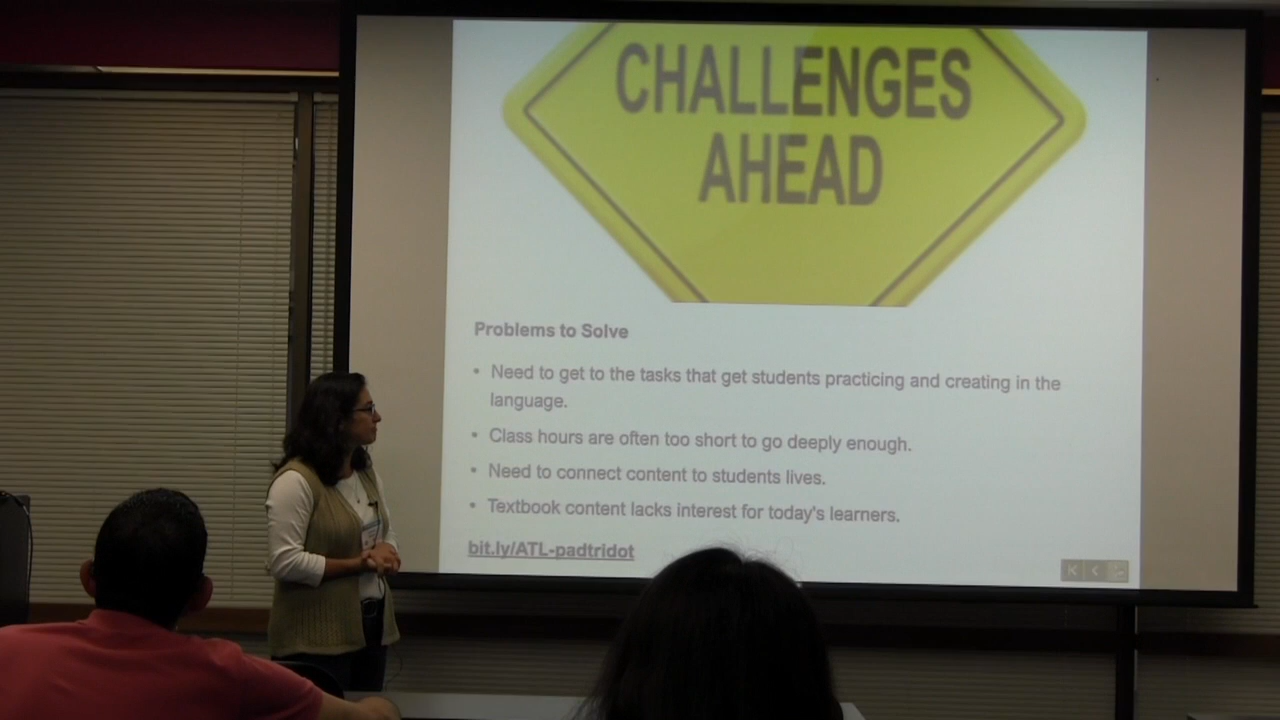 CHALLENGES
AHEAD
Problems to Solve
• Need to get to the tasks that get students practicing and creating in the
language.
• Class hours are often too short to go deeply enough.
• Need to connect content to students lives.
• Textbook content lacks interest for today's learners.
bit.ly/ATL-padtridot